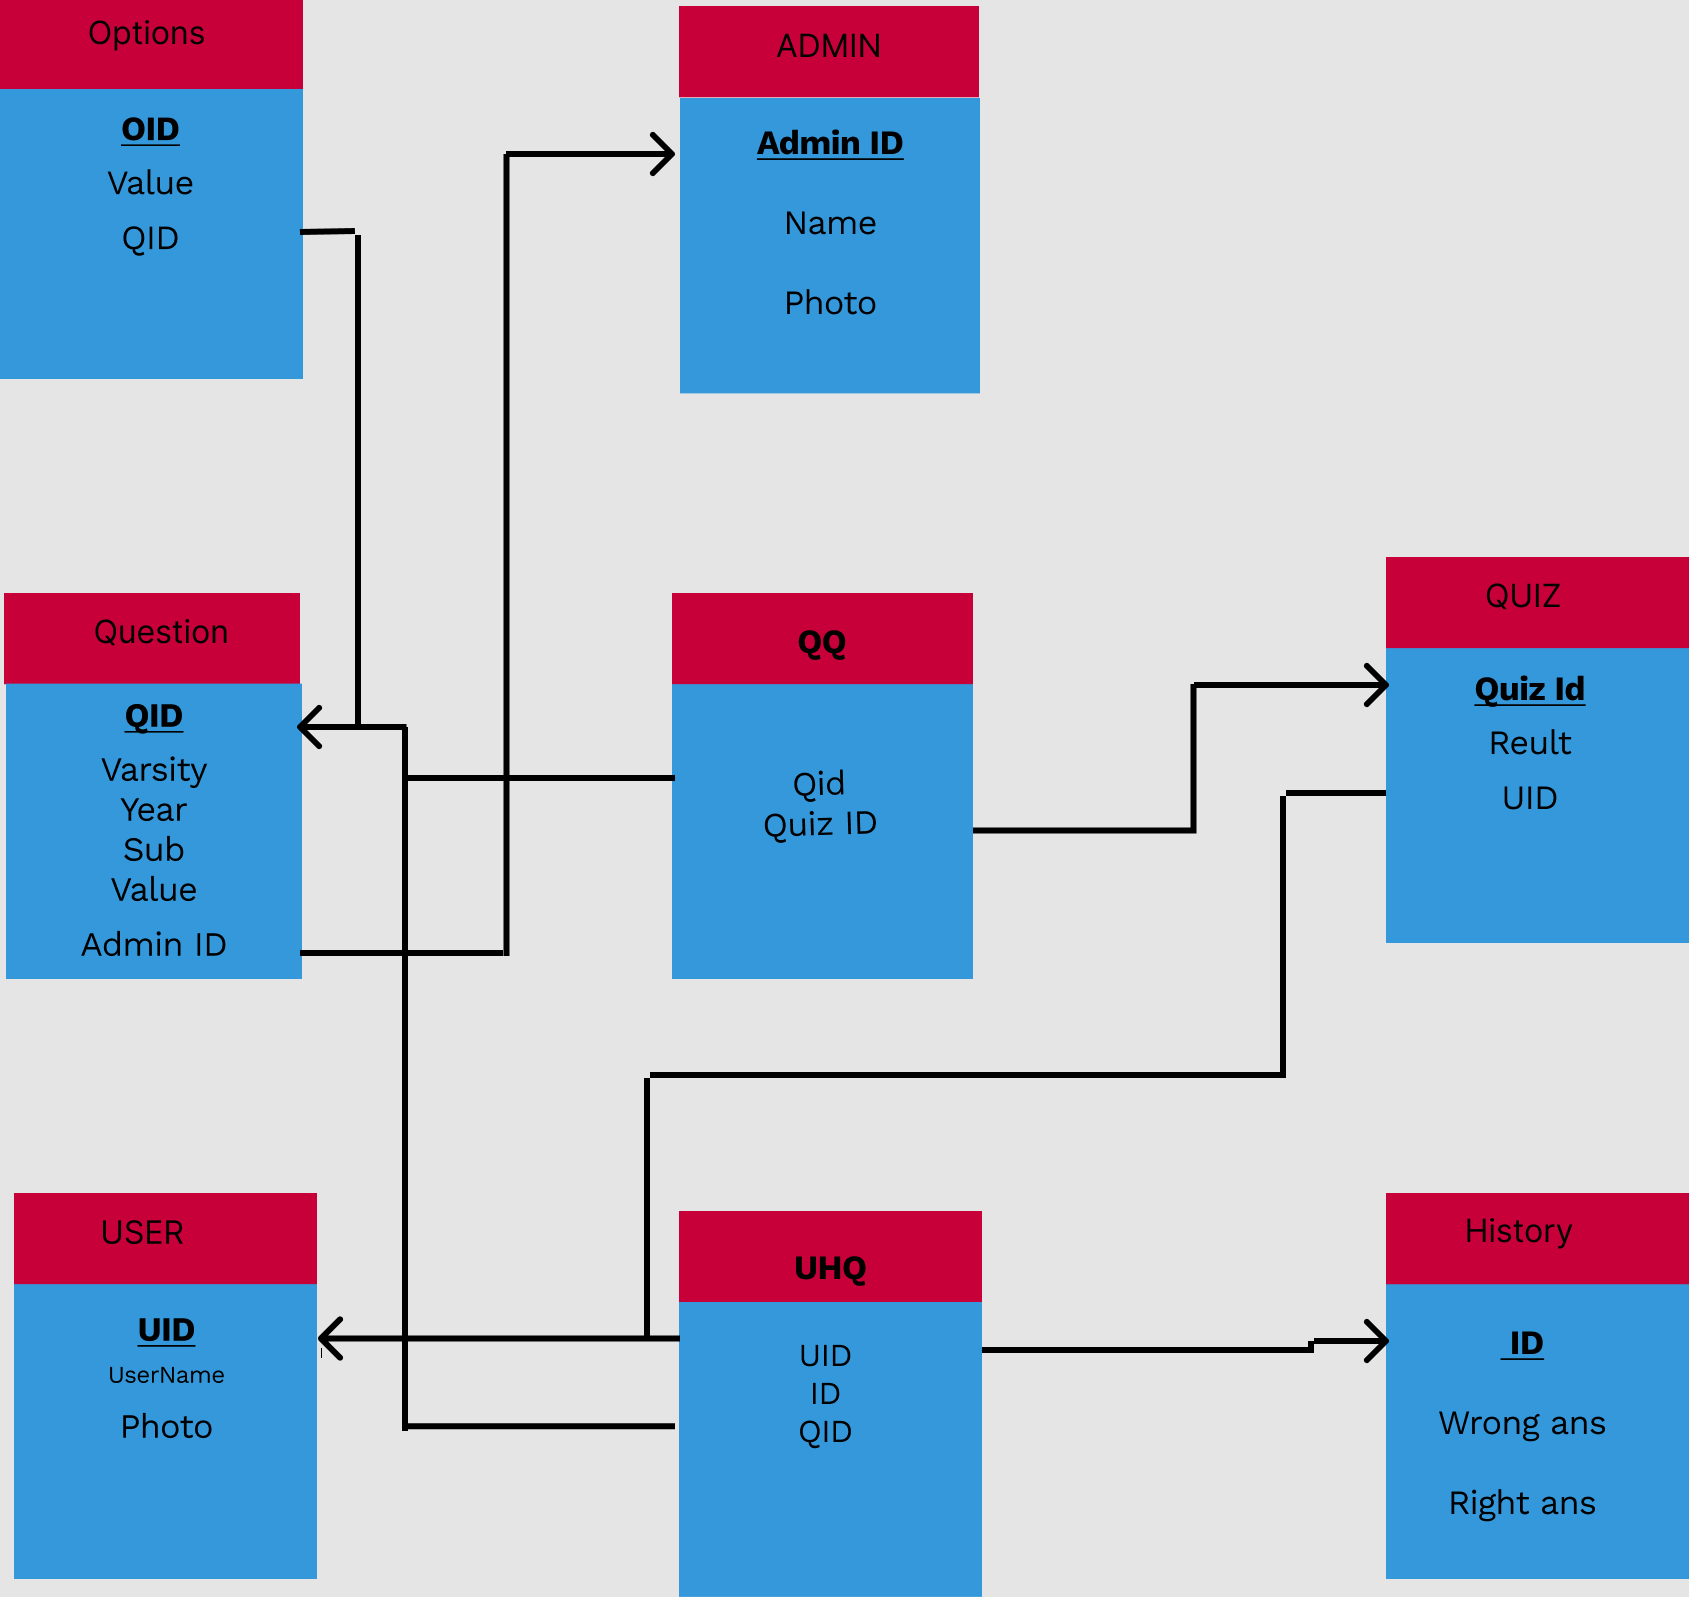 Options
OID
Value
QID
ADMIN
Admin ID
Name
Photo
Question
QID
Varsity
Year
Sub
Value
Admin ID
QQ
Qid
Quiz ID
QUIZ
Quiz Id
Reult
UID
USER
UID
UserName
Photo
UHQ
UID
ID
QID
History
ID
Wrong ans
Right ans